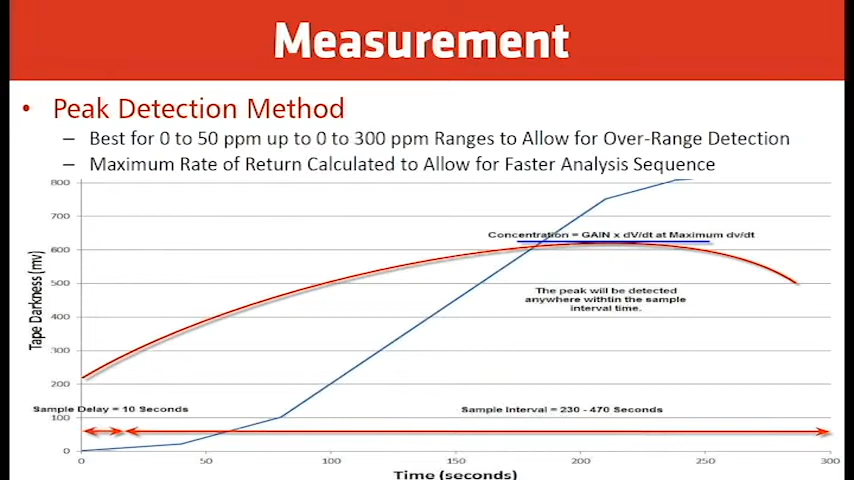 Measurement
• Peak Detection Method
– Best for 0 to 50 ppm up to 0 to 300 ppm Ranges to Allow for Over-Range Detection
– Maximum Rate of Return Calculated to Allow for Faster Analysis Sequence
800
700
Concentration = GAIN x dV/dt at Maximum dv/dt
600
500
The peak will be detected
anywhere withtin the sample
interval time.
400
300
200
Tape Darkness (mv)
Sample Delay = 10 Seconds
Sample Interval = 230 - 470 Seconds
100
0
0 50 100 150 200 250 300
Time (seconds)